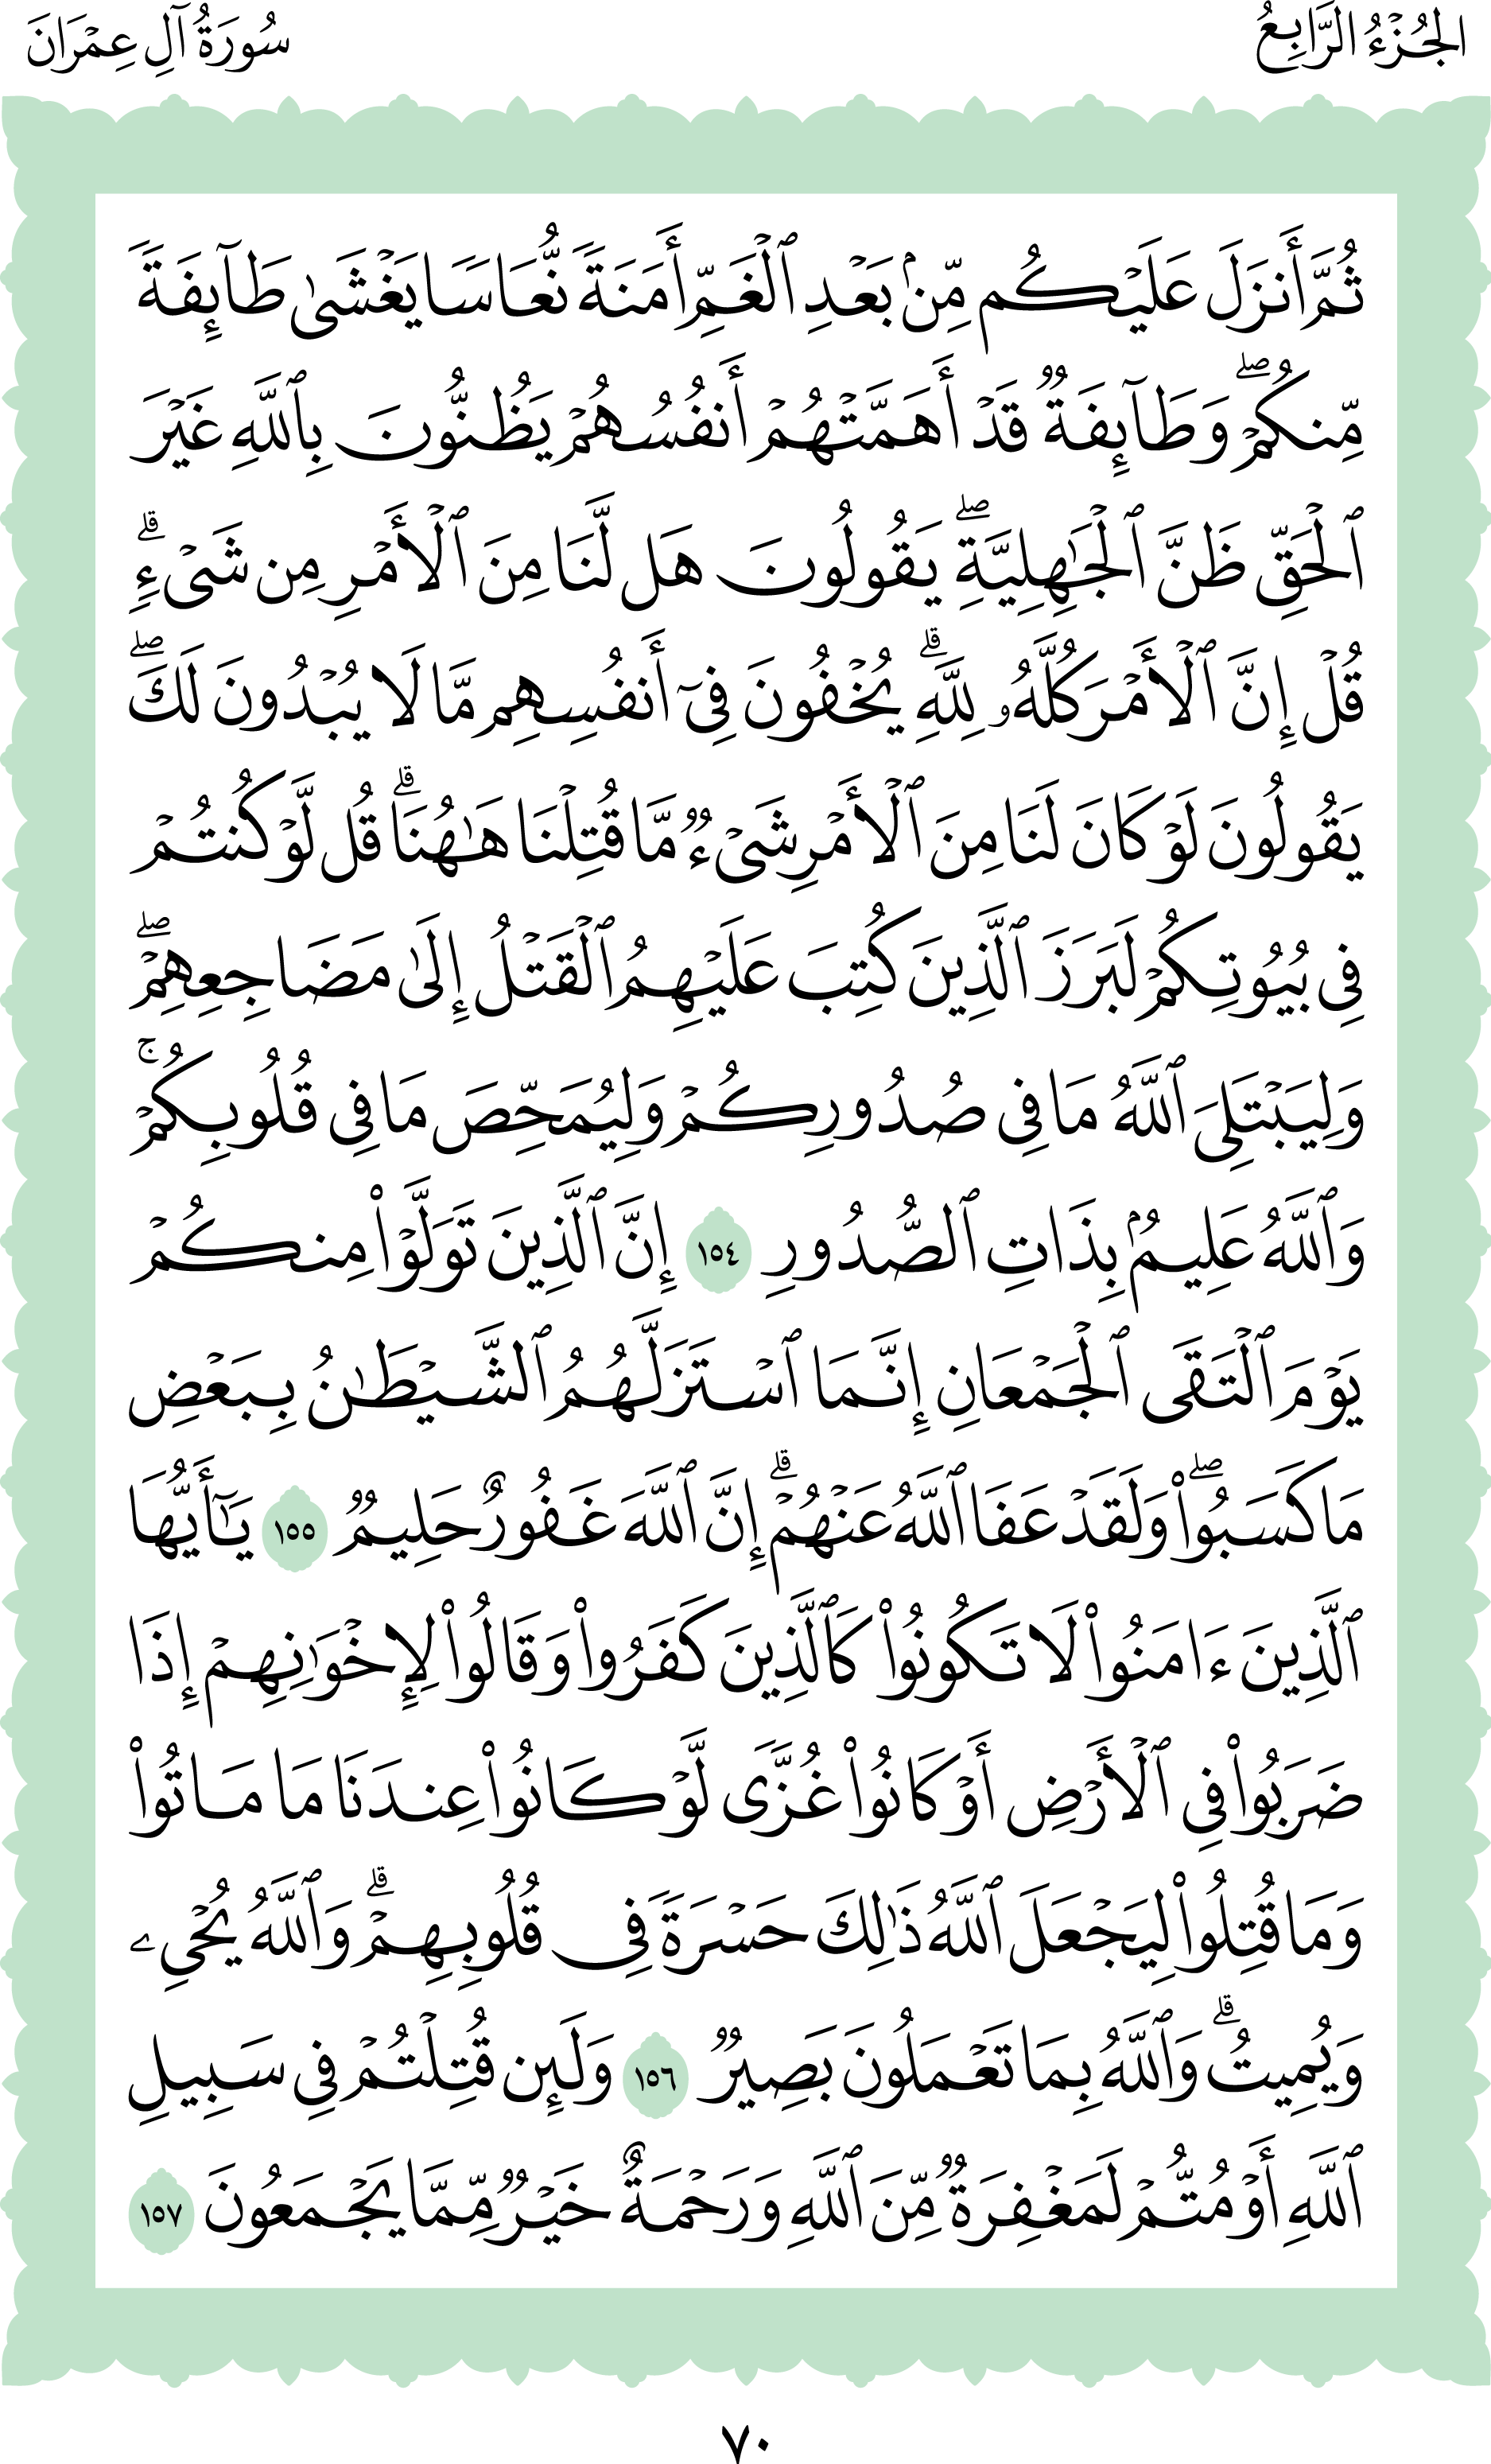 الجُزْءُ الرَّابِعُ
سُورَةُ آلِ عِمْرَانَ
ثُمَّ أَنزَلَ عَلَيْكُم مِّنۢ بَعْدِ ٱلْغَمِّ أَمَنَةً نُّعَاسًا يَغْشَىٰ طَآئِفَةً
مِّنكُمْۖ وَطَآئِفَةٌ قَدْ أَهَمَّتْهُمْ أَنفُسُهُمْ يَظُنُّونَ بِٱللَّهِ غَيْرَ
ٱلْحَقِّ ظَنَّ ٱلْجَٰهِلِيَّةِۖ يَقُولُونَ هَل لَّنَا مِنَ ٱلْأَمْرِ مِن شَىْءٍۗ
قُلْ إِنَّ ٱلْأَمْرَ كُلَّهُۥ لِلَّهِۗ يُخْفُونَ فِىٓ أَنفُسِهِم مَّا لَا يُبْدُونَ لَكَۖ
يَقُولُونَ لَوْ كَانَ لَنَا مِنَ ٱلْأَمْرِ شَىْءٌ مَّا قُتِلْنَا هَٰهُنَاۗ قُل لَّوْ كُنتُمْ
فِى بُيُوتِكُمْ لَبَرَزَ ٱلَّذِينَ كُتِبَ عَلَيْهِمُ ٱلْقَتْلُ إِلَىٰ مَضَاجِعِهِمْۖ
وَلِيَبْتَلِىَ ٱللَّهُ مَا فِى صُدُورِكُمْ وَلِيُمَحِّصَ مَا فِى قُلُوبِكُمْۚ
وَٱللَّهُ عَلِيمٌۢ بِذَاتِ ٱلصُّدُورِ ١٥٤ إِنَّ ٱلَّذِينَ تَوَلَّوْا۟ مِنكُمْ
يَوْمَ ٱلْتَقَى ٱلْجَمْعَانِ إِنَّمَا ٱسْتَزَلَّهُمُ ٱلشَّيْطَٰنُ بِبَعْضِ
مَا كَسَبُوا۟ۖ وَلَقَدْ عَفَا ٱللَّهُ عَنْهُمْۗ إِنَّ ٱللَّهَ غَفُورٌ حَلِيمٌ ١٥٥ يَٰٓأَيُّهَا
ٱلَّذِينَ ءَامَنُوا۟ لَا تَكُونُوا۟ كَٱلَّذِينَ كَفَرُوا۟ وَقَالُوا۟ لِإِخْوَٰنِهِمْ إِذَا
ضَرَبُوا۟ فِى ٱلْأَرْضِ أَوْ كَانُوا۟ غُزًّى لَّوْ كَانُوا۟ عِندَنَا مَا مَاتُوا۟
وَمَا قُتِلُوا۟ لِيَجْعَلَ ٱللَّهُ ذَٰلِكَ حَسْرَةً فِى قُلُوبِهِمْۗ وَٱللَّهُ يُحْىِۦ
وَيُمِيتُۗ وَٱللَّهُ بِمَا تَعْمَلُونَ بَصِيرٌ ١٥٦ وَلَئِن قُتِلْتُمْ فِى سَبِيلِ
ٱللَّهِ أَوْ مُتُّمْ لَمَغْفِرَةٌ مِّنَ ٱللَّهِ وَرَحْمَةٌ خَيْرٌ مِّمَّا يَجْمَعُونَ ١٥٧
٧٠